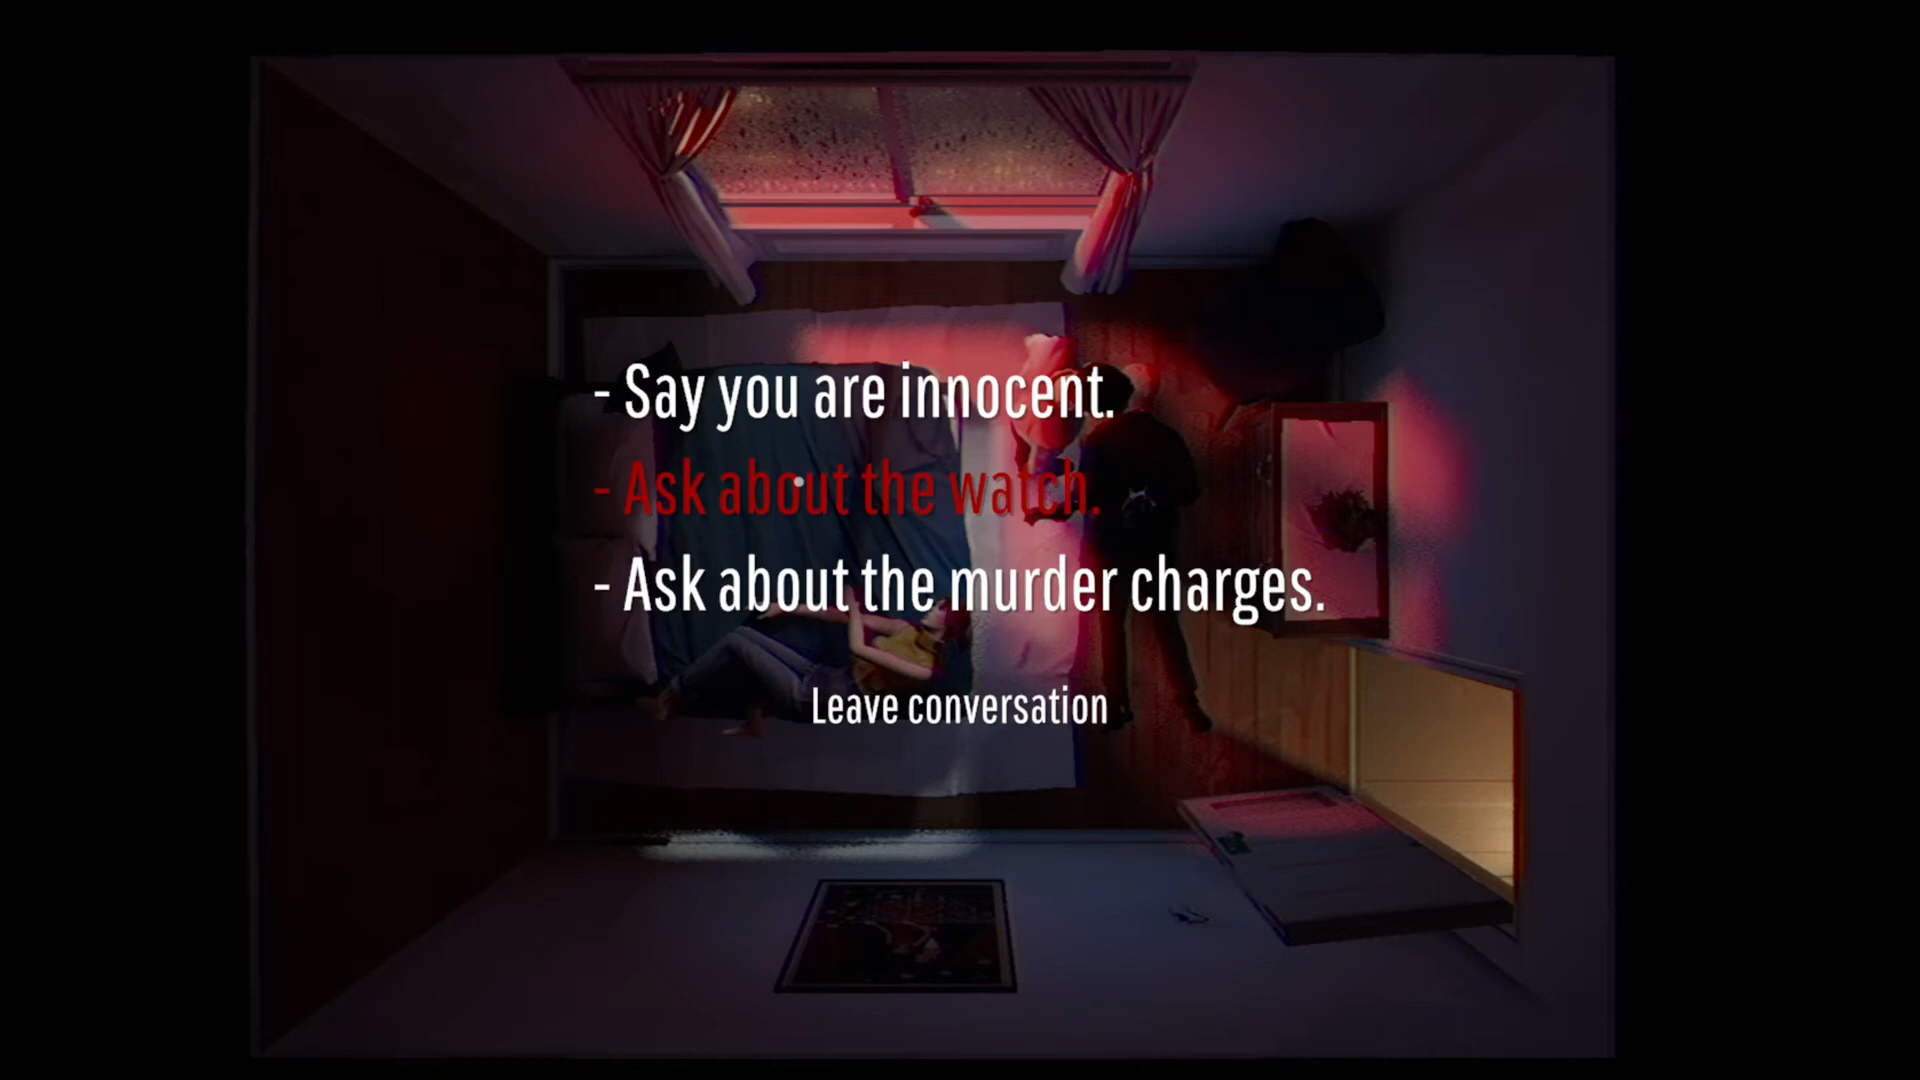 - Say you are innocent.
- Ask about the watch.
- Ask about the murder charges.
Leave conversation